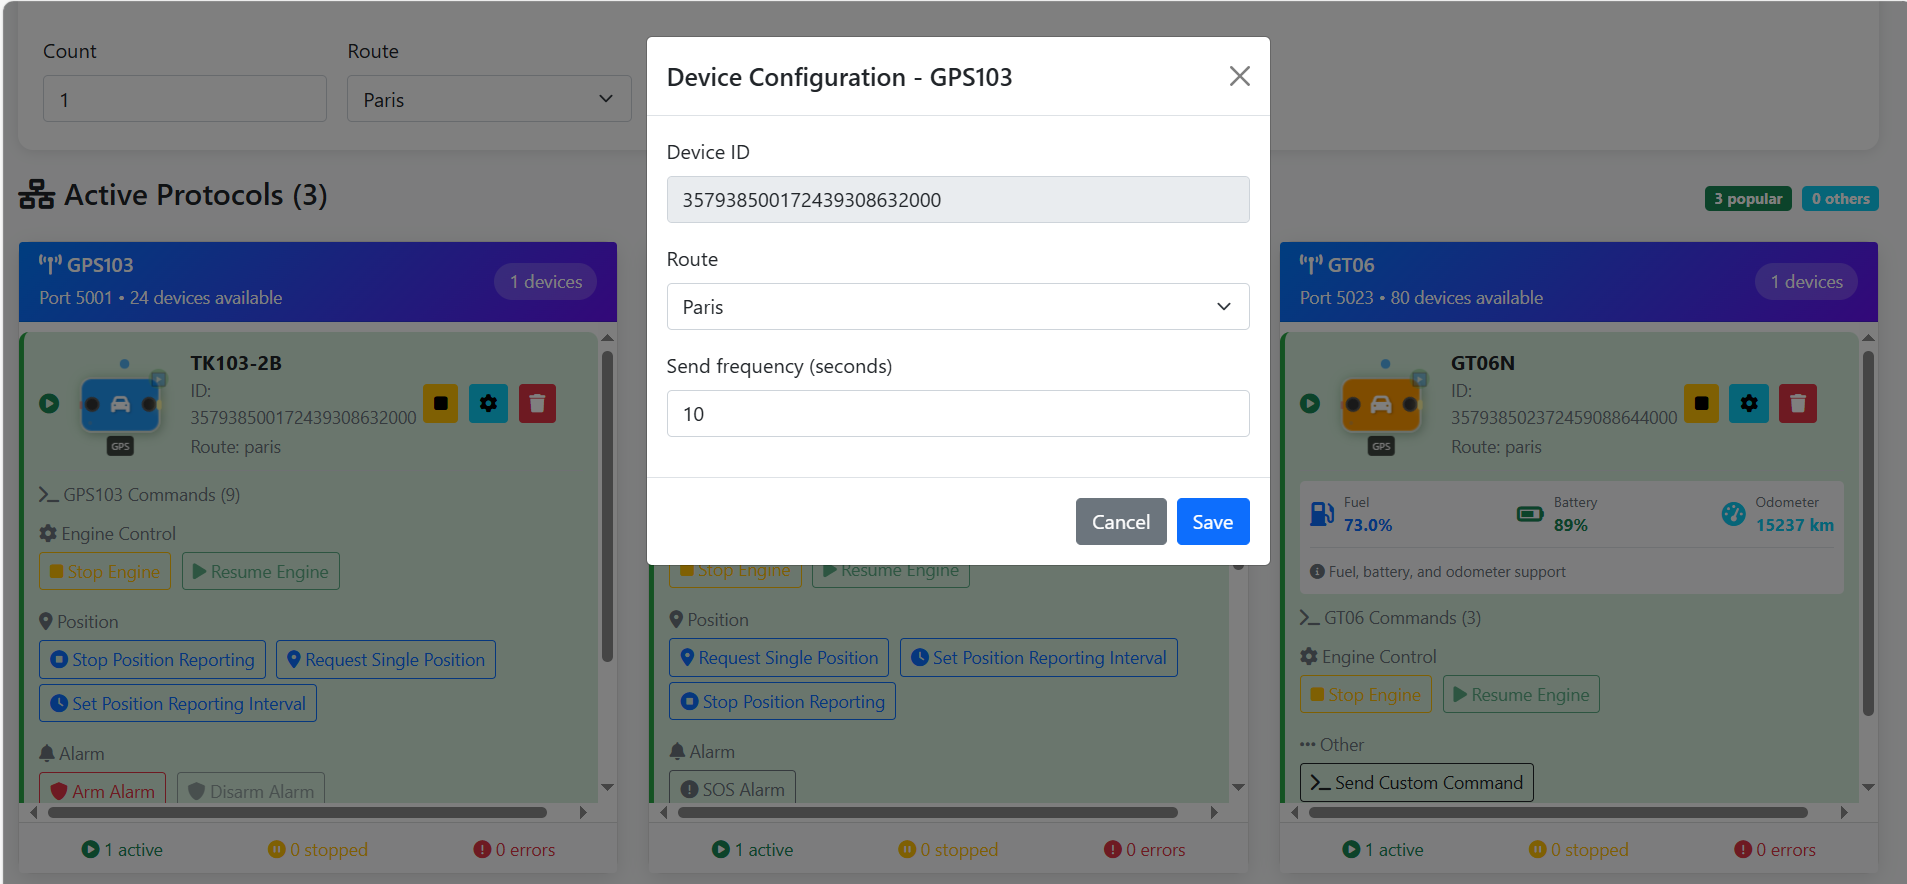 Count
Route
1
Paris
Device Configuration - GPS103
Device ID
357938500172439308632000
Route
Paris
Send frequency (seconds)
10
Cancel
Save
Active Protocols (3)
3 popular
0 others
GPS103
Port 5001 • 24 devices available
1 devices
TK103-2B
ID:
357938500172439308632000
Route: paris
GPS
GPS103 Commands (9)
Engine Control
Stop Engine
Resume Engine
Position
Stop Position Reporting
Request Single Position
Set Position Reporting Interval
Alarm
Arm Alarm
Disarm Alarm
1 active
0 stopped
0 errors
Stop Engine
Resume Engine
Position
Request Single Position
Set Position Reporting Interval
Stop Position Reporting
Alarm
SOS Alarm
1 active
0 stopped
0 errors
GT06
Port 5023 • 80 devices available
1 devices
GT06N
ID:
357938502372459088644000
Route: paris
GPS
Fuel
73.0%
Battery
89%
Odometer
15237 km
Fuel, battery, and odometer support
GT06 Commands (3)
Engine Control
Stop Engine
Resume Engine
Other
Send Custom Command
1 active
0 stopped
0 errors